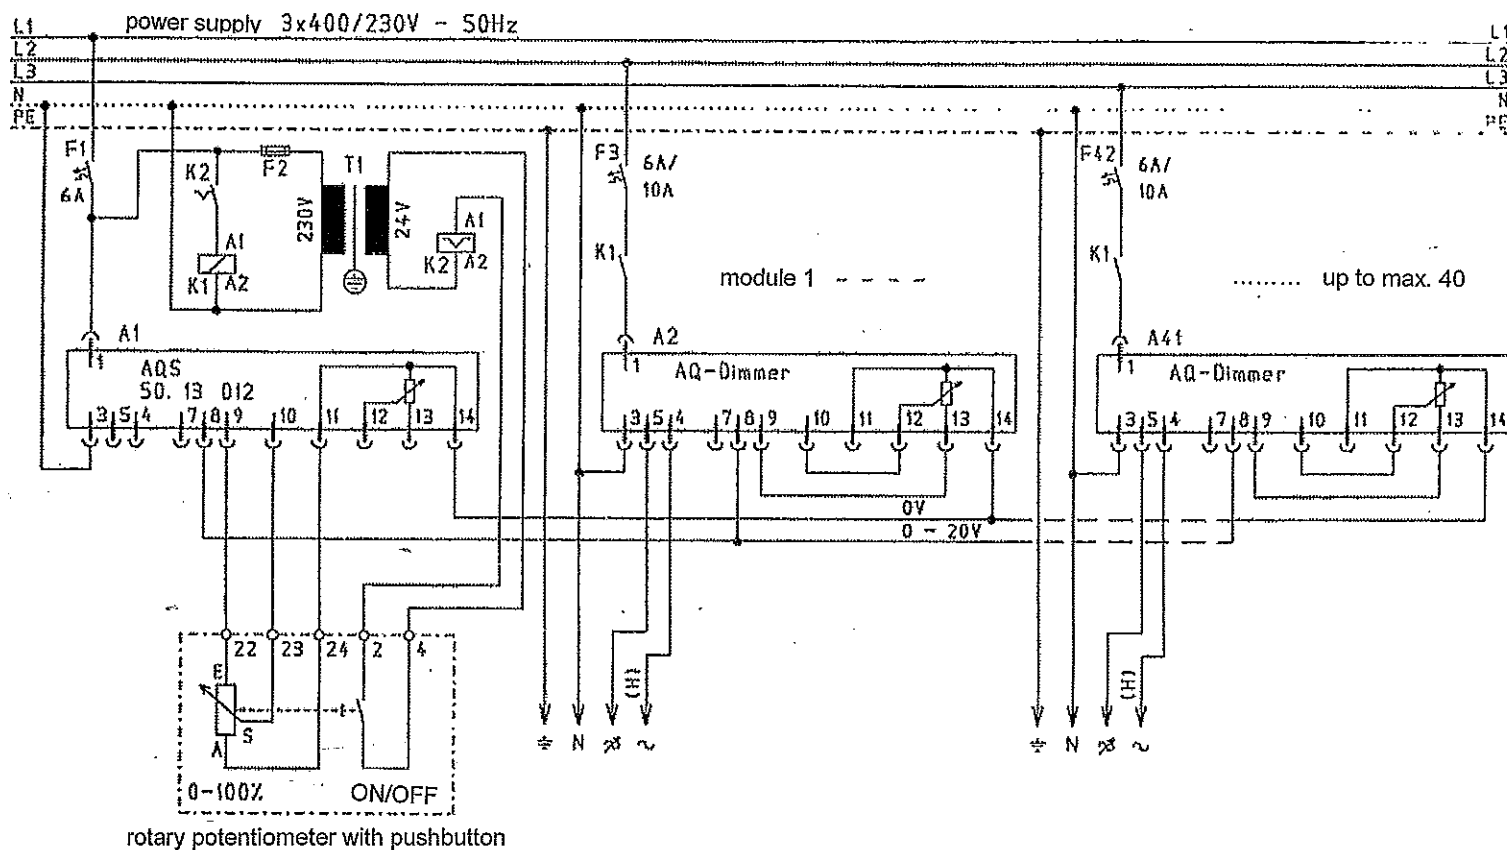 power supply 3x400/230V - 50Hz
L1 L1
L2 L2
L3 L3
N N
PE PE
F1
6A
K2
F2
T1
230V
24V
A1
K1 A2
A1
K2 A2
F3 6A/
10A
K1
F42 6A/
10A
K1
module 1 - - - -
......... up to max. 40
A1
1
AQS
50. 13 012
3 5 4 7 8 9 10 11 12 13 14
A2
1
AQ-Dimmer
3 5 4 7 8 9 10 11 12 13 14
A41
1
AQ-Dimmer
3 5 4 7 8 9 10 11 12 13 14
0V
0 - 20V
22 23 24 2 4
E
S
A
0-100% ON/OFF
rotary potentiometer with pushbutton
(H)
N ~
(H)
N ~